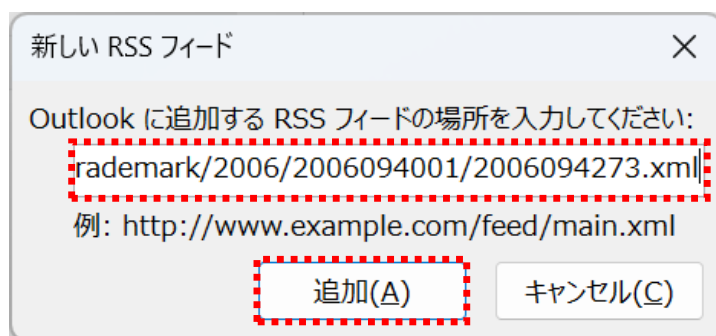 新しい RSS フィード
Outlook に追加する RSS フィードの場所を入力してください:
rademark/2006/2006094001/2006094273.xml
例: http://www.example.com/feed/main.xml
追加(A) キャンセル(C)